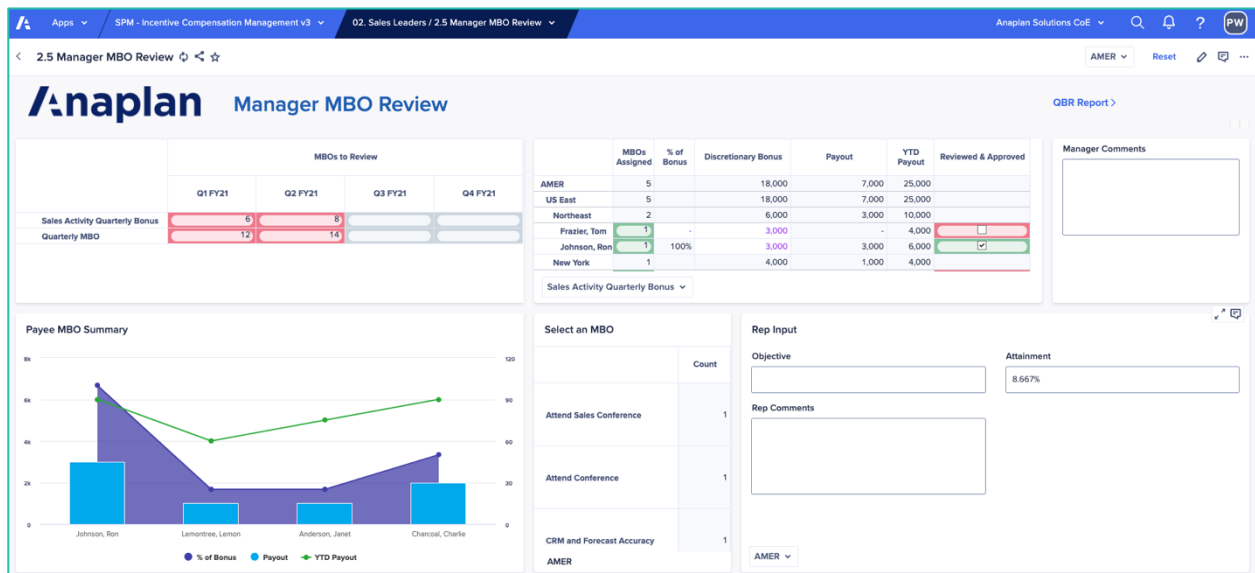 Apps
SPM - Incentive Compensation Management v3
02. Sales Leaders / 2.5 Manager MBO Review
Anaplan Solutions CoE
?
PW
2.5 Manager MBO Review
AMER
Reset
Anaplan
Manager MBO Review
QBR Report
MBOs to Review
Q1 FY21 Q2 FY21 Q3 FY21 Q4 FY21
Sales Activity Quarterly Bonus 6 8
Quarterly MBO 12 14
MBOs Assigned % of Bonus Discretionary Bonus Payout YTD Payout Reviewed & Approved
AMER 5 18,000 7,000 25,000
US East 5 18,000 7,000 25,000
Northeast 2 6,000 3,000 10,000
Frazier, Tom 1 - 3,000 - 4,000
Johnson, Ron 1 100% 3,000 3,000 6,000
New York 1 4,000 1,000 4,000
Sales Activity Quarterly Bonus
Manager Comments
Payee MBO Summary
8k 120
6k 90
4k 60
2k 30
0 0
Johnson, Ron Lemontree, Lemon Anderson, Janet Charcoal, Charlie
% of Bonus Payout YTD Payout
Select an MBO
Count
Attend Sales Conference 1
Attend Conference 1
CRM and Forecast Accuracy 1
AMER
Rep Input
Objective
Attainment
8.667%
Rep Comments
AMER